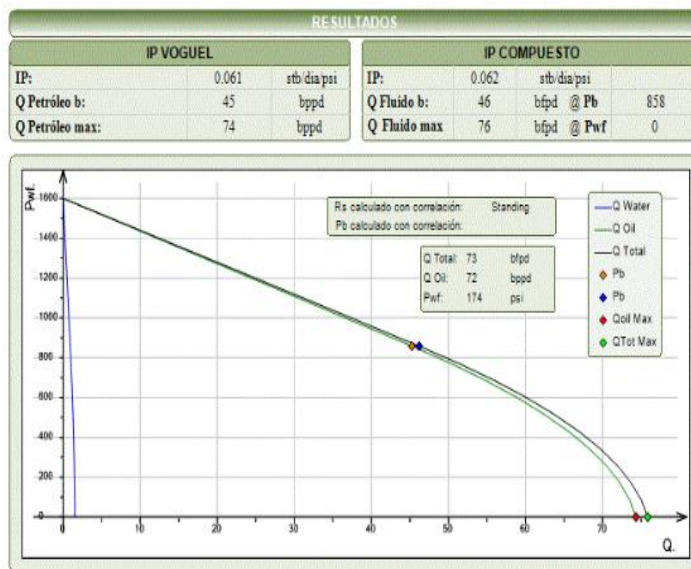 RESULTADOS
IP VOGUEL
IP: 0.061 stb/dia/psi
Q Petróleo b: 45 bppd
Q Petróleo max: 74 bppd
IP COMPUESTO
IP: 0.062 stb/dia/psi
Q Fluido b: 46 bfpd @ Pb 858
Q Fluido max 76 bfpd @ Pwf 0
Pwf.
1600
1400
1200
1000
800
600
400
200
0
0 10 20 30 40 50 60 70
Q.
Rs calculado con correlación: Standing
Pb calculado con correlación:
Q Total: 73 bfpd
Q Oil: 72 bppd
Pwf: 174 psi
Q Water
Q Oil
Q Total
Pb
Pb
Qoil Max
QTot Max